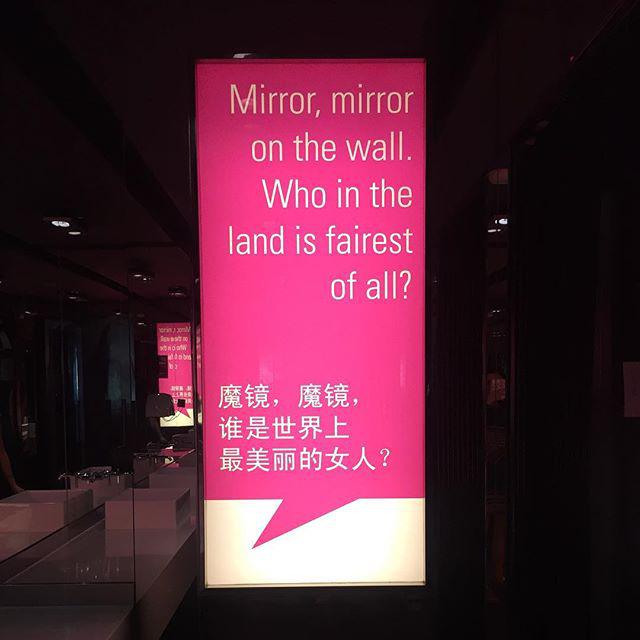 Mirror, mirror
on the wall.
Who in the
land is fairest
of all?
魔镜，魔镜，
谁是世界上
最美丽的女人？